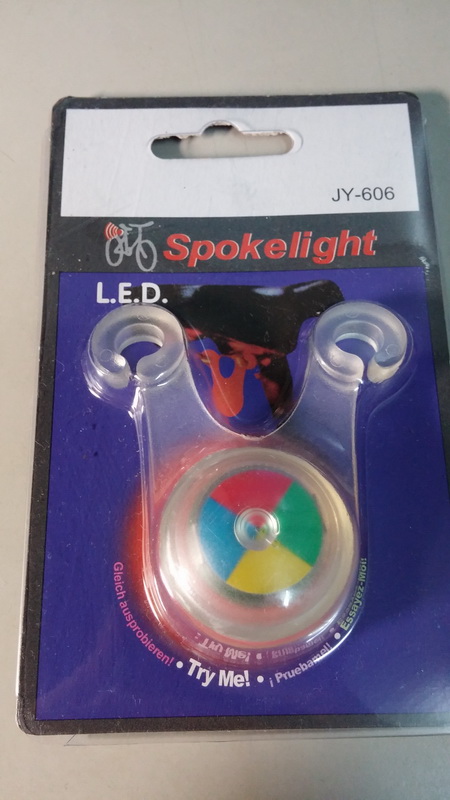 JY-606
Spokelight
L.E.D.
Gleich ausprobieren! • Try Me! • ¡ Pruebame!! • Essayez-Moi!